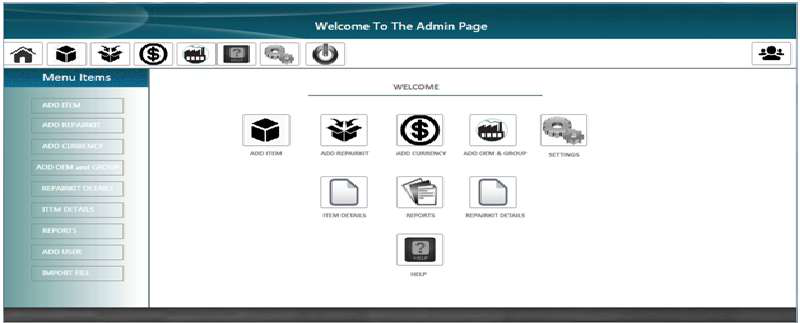 Welcome To The Admin Page
HELP
Menu Items
ADD ITEM
ADD REPAIRKIT
ADD CURRENCY
ADD OEM and GROUP
REPAIRKIT DETAILS
ITEM DETAILS
REPORTS
ADD USER
IMPORT FILE
WELCOME
ADD ITEM
ADD REPAIRKIT
ADD CURRENCY
ADD OEM & GROUP
SETTINGS
ITEM DETAILS
REPORTS
REPAIRKIT DETAILS
HELP
HELP